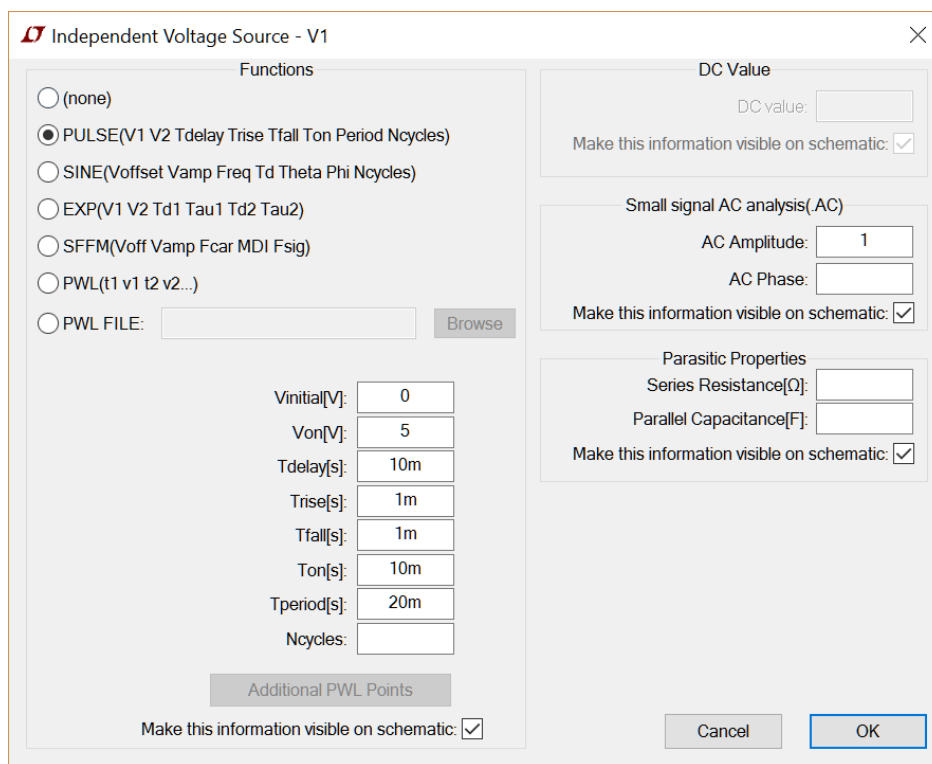 Independent Voltage Source - V1
Functions
(none)
PULSE(V1 V2 Tdelay Trise Tfall Ton Period Ncycles)
SINE(Voffset Vamp Freq Td Theta Phi Ncycles)
EXP(V1 V2 Td1 Tau1 Td2 Tau2)
SFFM(Voff Vamp Fcar MDI Fsig)
PWL(t1 v1 t2 v2...)
PWL FILE:
Browse
Vinitial[V]: 0
Von[V]: 5
Tdelay[s]: 10m
Trise[s]: 1m
Tfall[s]: 1m
Ton[s]: 10m
Tperiod[s]: 20m
Ncycles:
Additional PWL Points
Make this information visible on schematic:
DC Value
DC value:
Make this information visible on schematic:
Small signal AC analysis(.AC)
AC Amplitude: 1
AC Phase:
Make this information visible on schematic:
Parasitic Properties
Series Resistance[Ω]:
Parallel Capacitance[F]:
Make this information visible on schematic:
Cancel
OK